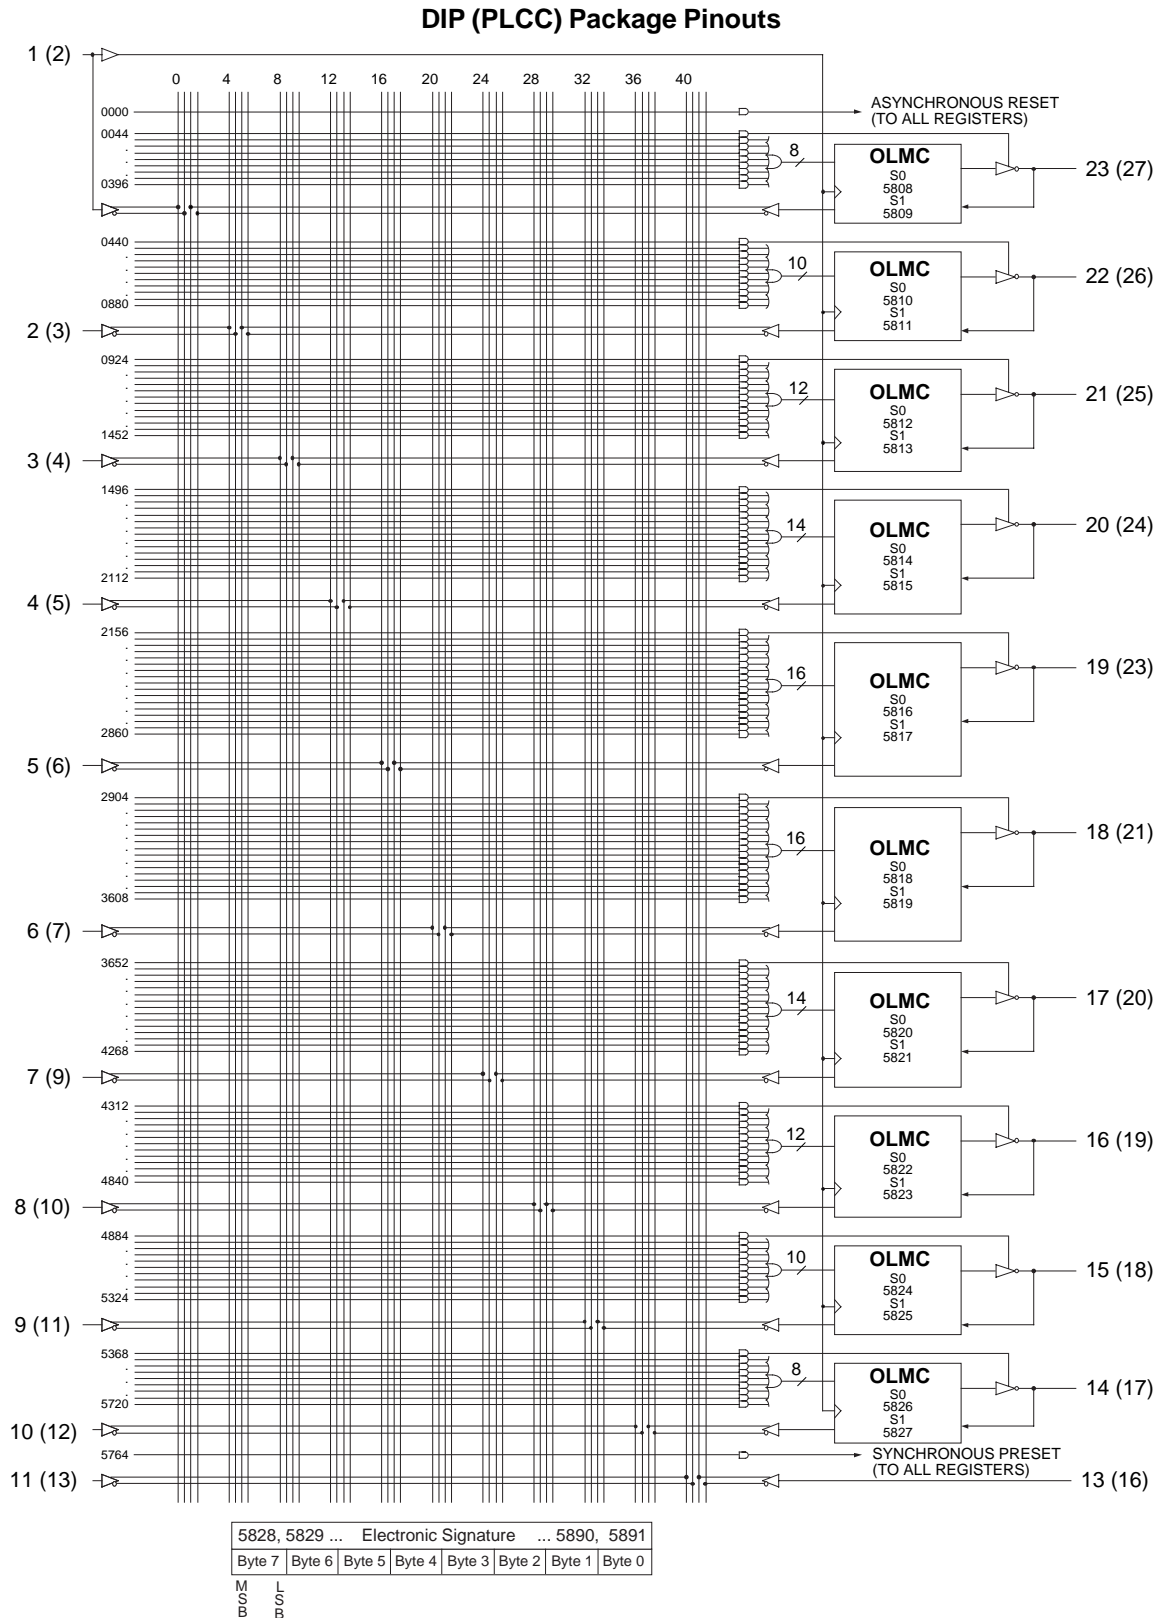 DIP (PLCC) Package Pinouts
1 (2)
0 4 8 12 16 20 24 28 32 36 40
0000
ASYNCHRONOUS RESET
(TO ALL REGISTERS)
0044
.
.
.
0396
8
OLMC
S0
5808
S1
5809
23 (27)
0440
.
.
.
0880
10
OLMC
S0
5810
S1
5811
22 (26)
2 (3)
0924
.
.
.
1452
12
OLMC
S0
5812
S1
5813
21 (25)
3 (4)
1496
.
.
.
2112
14
OLMC
S0
5814
S1
5815
20 (24)
4 (5)
2156
.
.
.
2860
16
OLMC
S0
5816
S1
5817
19 (23)
5 (6)
2904
.
.
.
3608
16
OLMC
S0
5818
S1
5819
18 (21)
6 (7)
3652
.
.
.
4268
14
OLMC
S0
5820
S1
5821
17 (20)
7 (9)
4312
.
.
.
4840
12
OLMC
S0
5822
S1
5823
16 (19)
8 (10)
4884
.
.
.
5324
10
OLMC
S0
5824
S1
5825
15 (18)
9 (11)
5368
.
.
.
5720
8
OLMC
S0
5826
S1
5827
14 (17)
10 (12)
5764
SYNCHRONOUS PRESET
(TO ALL REGISTERS)
11 (13)
13 (16)
5828, 5829 ... Electronic Signature ... 5890, 5891
Byte 7 Byte 6 Byte 5 Byte 4 Byte 3 Byte 2 Byte 1 Byte 0
MSB
LSB